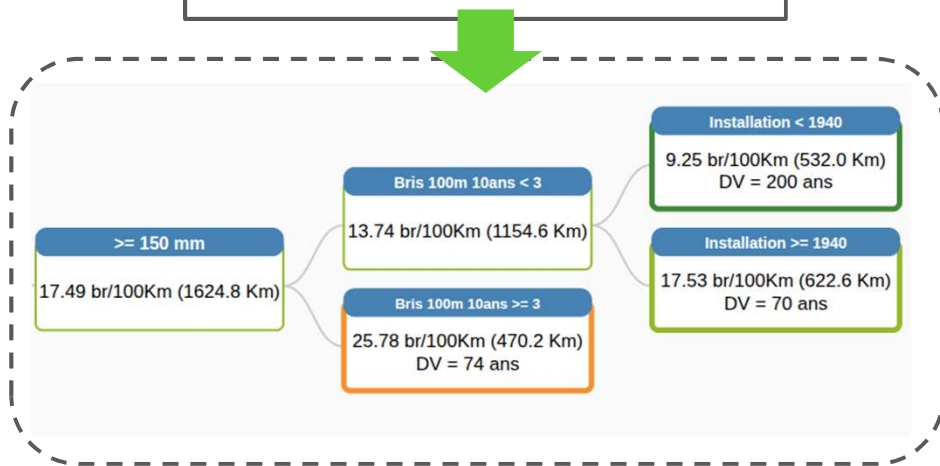 >= 150 mm
17.49 br/100Km (1624.8 Km)
Bris 100m 10ans < 3
13.74 br/100Km (1154.6 Km)
Bris 100m 10ans >= 3
25.78 br/100Km (470.2 Km)
DV = 74 ans
Installation < 1940
9.25 br/100Km (532.0 Km)
DV = 200 ans
Installation >= 1940
17.53 br/100Km (622.6 Km)
DV = 70 ans